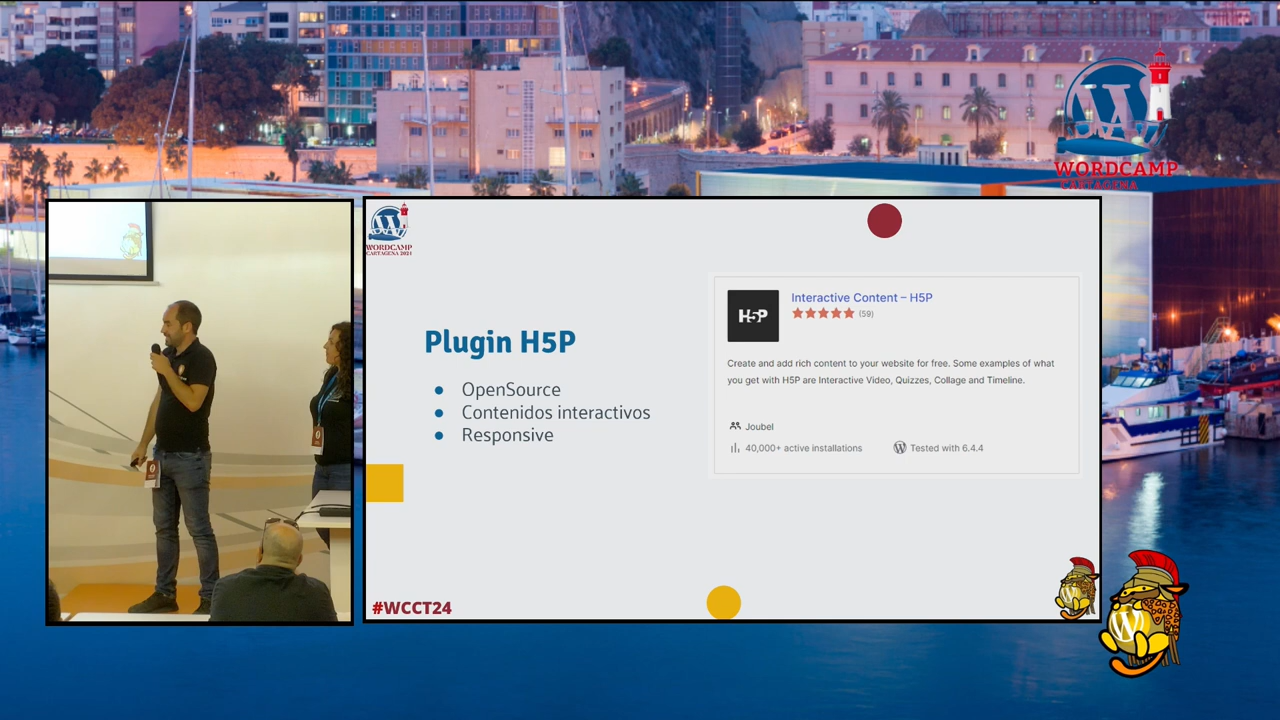 WORDCAMP
CARTAGENA
WORDCAMP
CARTAGENA 2024
Plugin H5P
OpenSource
Contenidos interactivos
Responsive
H5P
Interactive Content – H5P
(59)
Create and add rich content to your website for free. Some examples of what
you get with H5P are Interactive Video, Quizzes, Collage and Timeline.
Joubel
40,000+ active installations
Tested with 6.4.4
#WCCT24